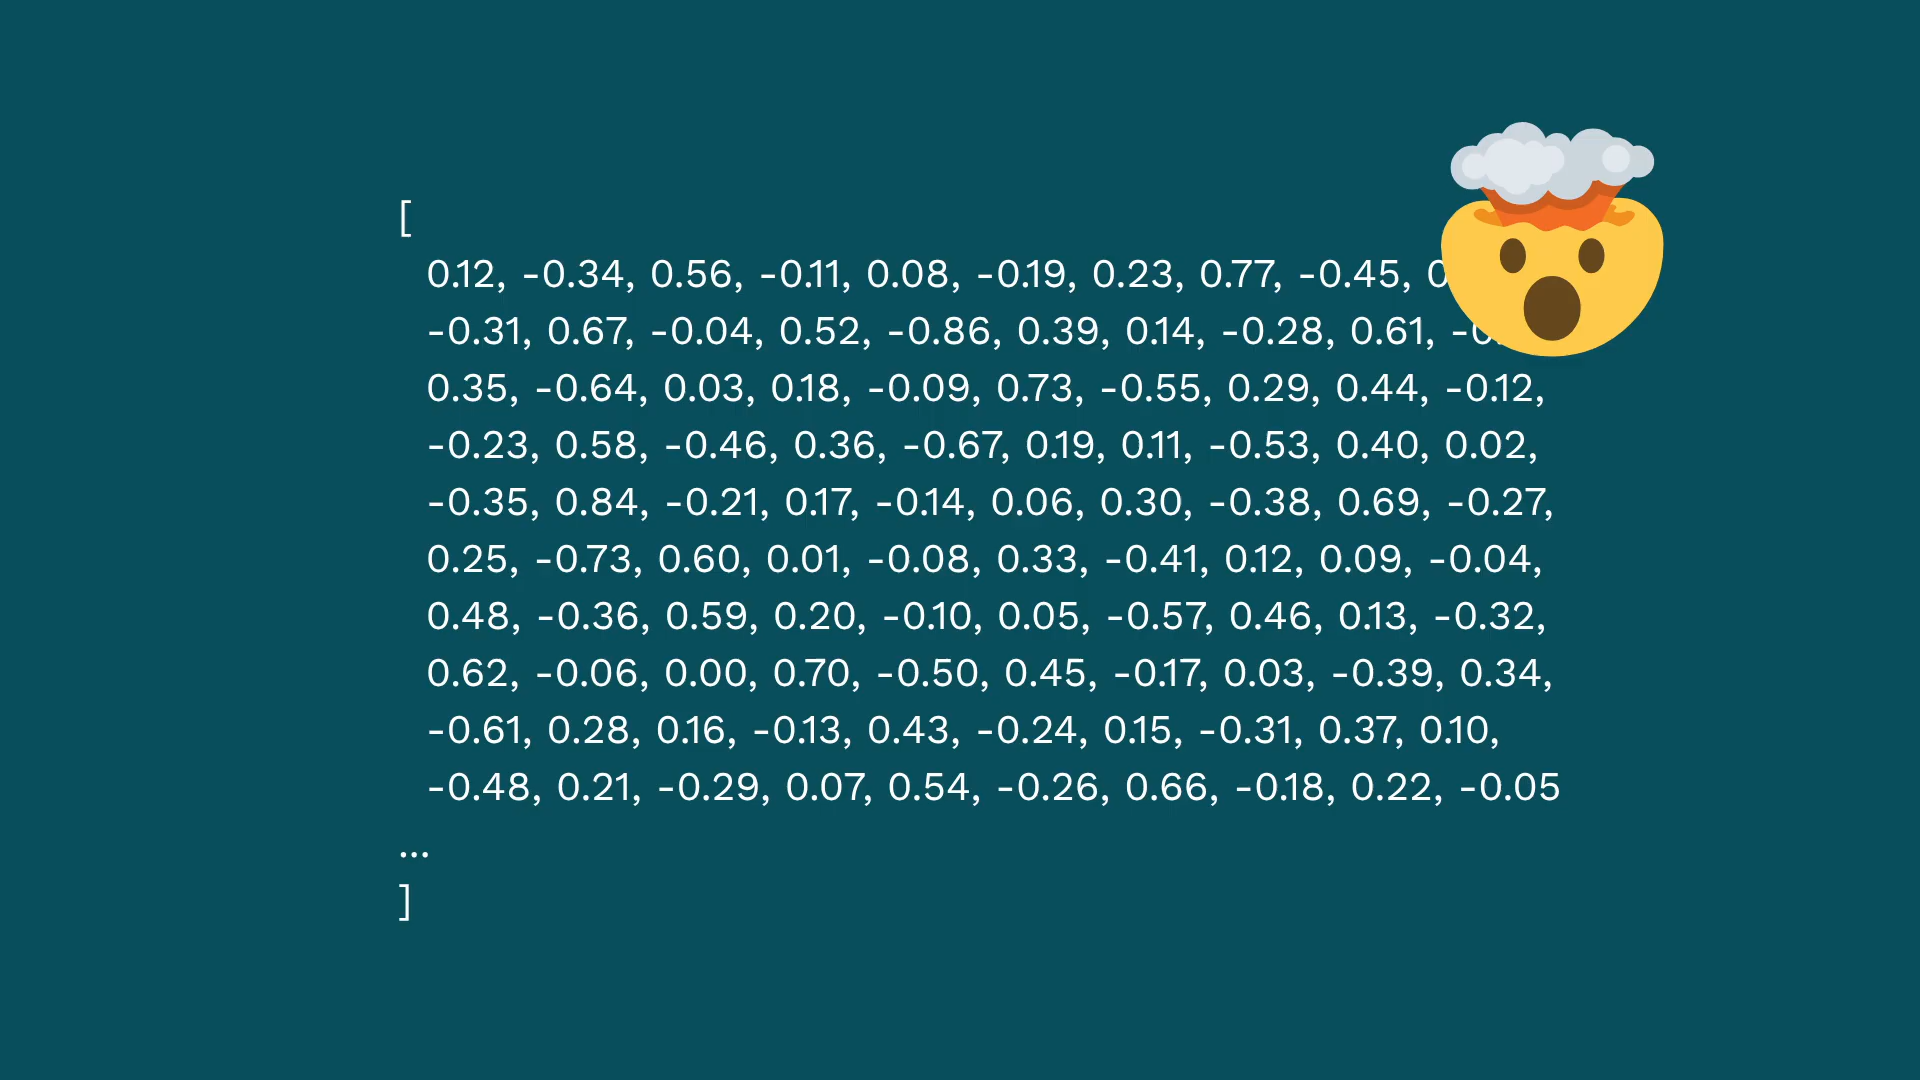 [
0.12, -0.34, 0.56, -0.11, 0.08, -0.19, 0.23, 0.77, -0.45,
-0.31, 0.67, -0.04, 0.52, -0.86, 0.39, 0.14, -0.28, 0.61,
0.35, -0.64, 0.03, 0.18, -0.09, 0.73, -0.55, 0.29, 0.44, -0.12,
-0.23, 0.58, -0.46, 0.36, -0.67, 0.19, 0.11, -0.53, 0.40, 0.02,
-0.35, 0.84, -0.21, 0.17, -0.14, 0.06, 0.30, -0.38, 0.69, -0.27,
0.25, -0.73, 0.60, 0.01, -0.08, 0.33, -0.41, 0.12, 0.09, -0.04,
0.48, -0.36, 0.59, 0.20, -0.10, 0.05, -0.57, 0.46, 0.13, -0.32,
0.62, -0.06, 0.00, 0.70, -0.50, 0.45, -0.17, 0.03, -0.39, 0.34,
-0.61, 0.28, 0.16, -0.13, 0.43, -0.24, 0.15, -0.31, 0.37, 0.10,
-0.48, 0.21, -0.29, 0.07, 0.54, -0.26, 0.66, -0.18, 0.22, -0.05
...
]